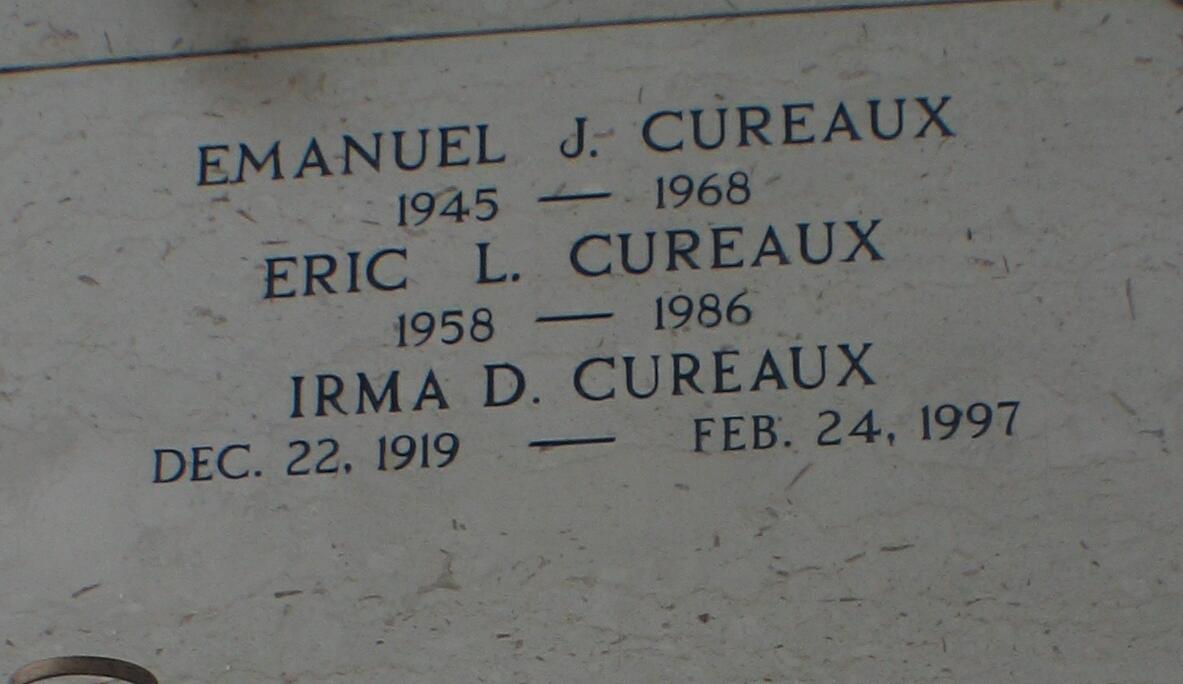 EMANUEL J. CUREAUX
1945 — 1968
ERIC L. CUREAUX
1958 — 1986
IRMA D. CUREAUX
DEC. 22, 1919 — FEB. 24, 1997